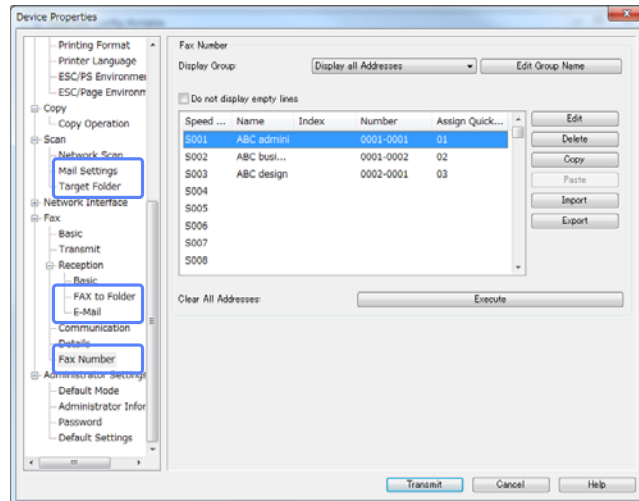 Device Properties
Printing Format
Printer Language
ESC/PS Environmer
ESC/Page Environm
Copy
Copy Operation
Scan
Network Scan
Mail Settings
Target Folder
Network Interface
Fax
Basic
Transmit
Reception
Basic
FAX to Folder
E-Mail
Communication
Details
Fax Number
Administrator Settings
Default Mode
Administrator Infor
Password
Default Settings
Fax Number
Display Group: Display all Addresses Edit Group Name
Do not display empty lines
Speed ... Name Index Number Assign Quick...
S001 ABC admini 0001-0001 01
S002 ABC busi... 0001-0002 02
S003 ABC design 0002-0001 03
S004
S005
S006
S007
S008
Edit
Delete
Copy
Paste
Import
Export
Clear All Addresses: Execute
Transmit Cancel Help